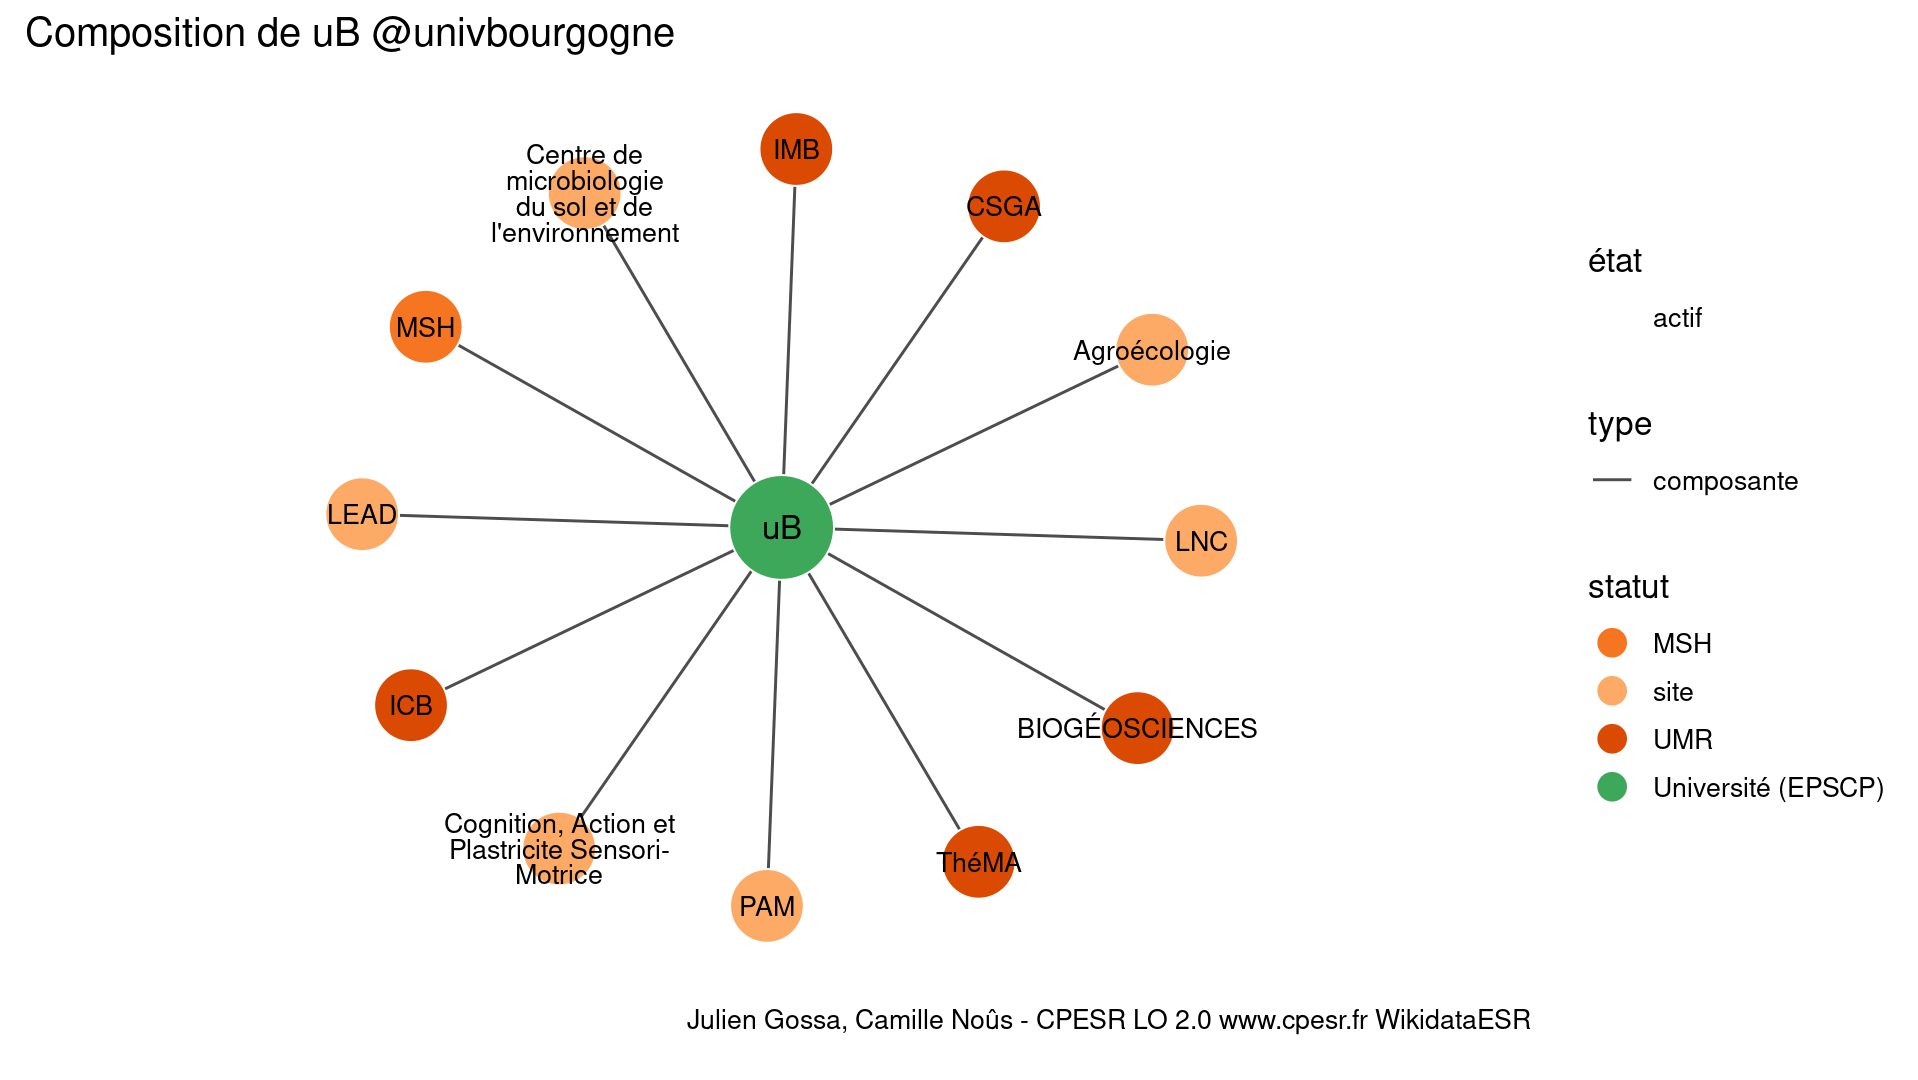 Composition de uB @univbourgogne
IMB
Centre de
microbiologie
du sol et de
l'environnement
CSGA
MSH
Agroécologie
LEAD
uB
LNC
ICB
BIOGÉOSCIENCES
Cognition, Action et
Plastricite Sensori-
Motrice
ThéMA
PAM
état
actif
type
composante
statut
MSH
site
UMR
Université (EPSCP)
Julien Gossa, Camille Noûs - CPESR LO 2.0 www.cpesr.fr WikidataESR